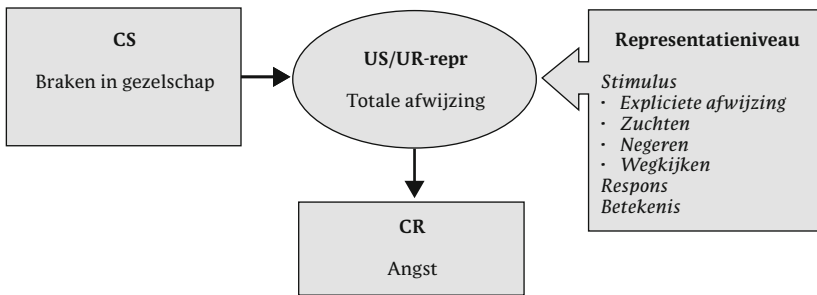 CS
Braken in gezelschap
US/UR-repr
Totale afwijzing
CR
Angst
Representatieniveau
Stimulus
· Expliciete afwijzing
· Zuchten
· Negeren
· Wegkijken
Respons
Betekenis